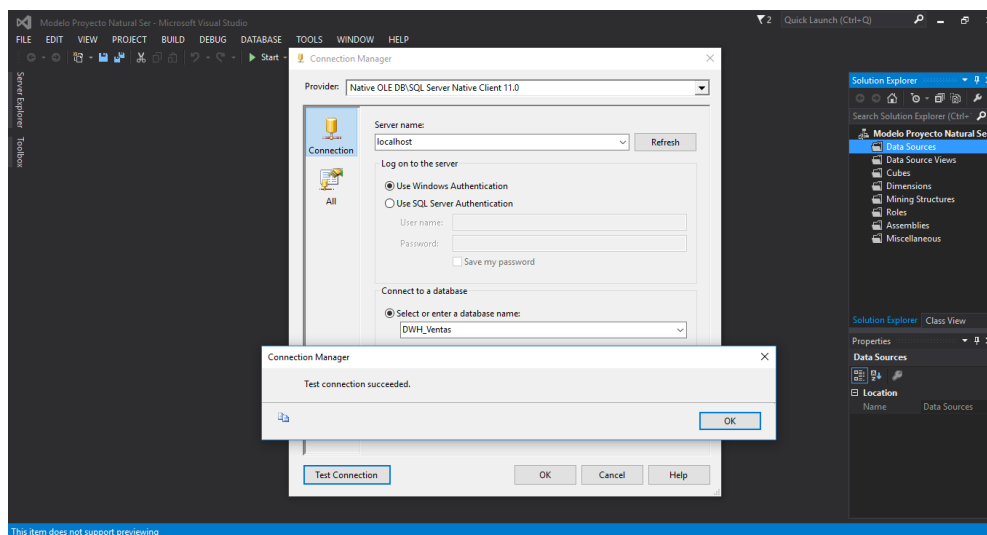 Modelo Proyecto Natural Ser - Microsoft Visual Studio
2
Quick Launch (Ctrl+Q)
FILE EDIT VIEW PROJECT BUILD DEBUG DATABASE TOOLS WINDOW HELP
Start
Server Explorer
Toolbox
Connection Manager
Provider:
Native OLE DB\SQL Server Native Client 11.0
Connection
All
Server name:
localhost
Refresh
Log on to the server
Use Windows Authentication
Use SQL Server Authentication
User name:
Password:
Save my password
Connect to a database
Select or enter a database name:
DWH_Ventas
Connection Manager
Test connection succeeded.
OK
Test Connection
OK
Cancel
Help
Solution Explorer
Search Solution Explorer (Ctrl+
Modelo Proyecto Natural Se
Data Sources
Data Source Views
Cubes
Dimensions
Mining Structures
Roles
Assemblies
Miscellaneous
Solution Explorer Class View
Properties
Data Sources
Location
Name Data Sources
This item does not support previewing